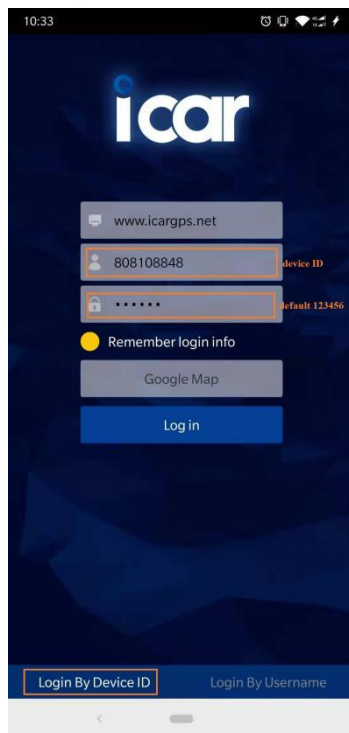 10:33
icar
www.icargps.net
808108848 device ID
•••••• default 123456
Remember login info
Google Map
Log in
Login By Device ID Login By Username